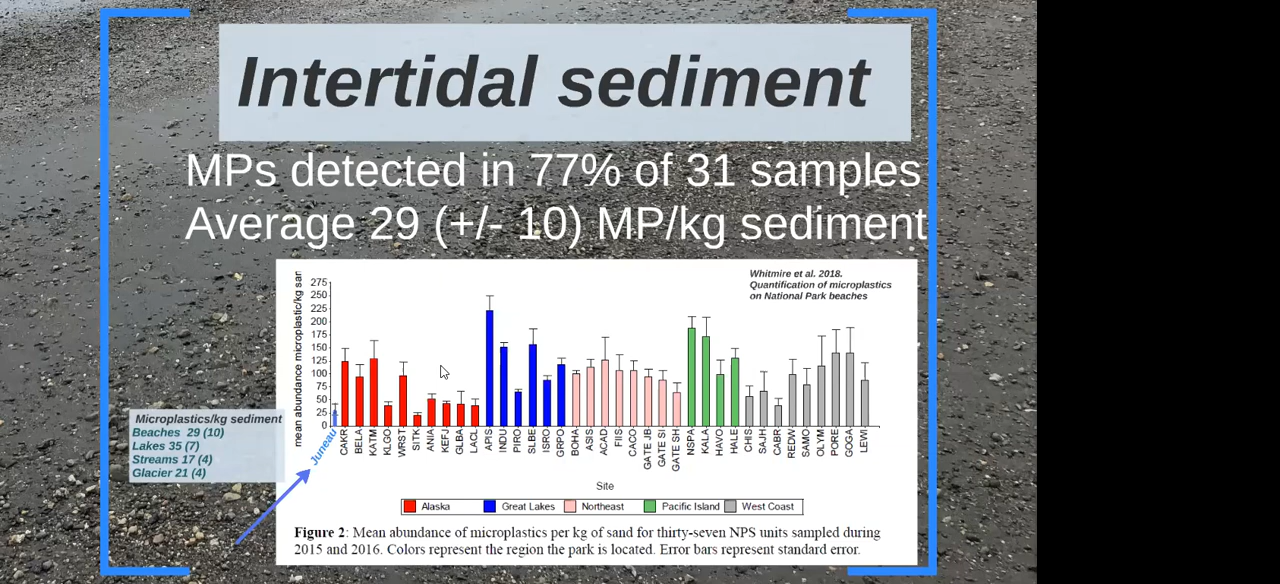 Intertidal sediment
MPs detected in 77% of 31 samples
Average 29 (+/- 10) MP/kg sediment
Whitmire et al. 2018.
Quantification of microplastics
on National Park beaches
mean abundance microplastic/kg san
275
250
225
200
175
150
125
100
75
50
25
0
Microplastics/kg sediment
Beaches 29 (10)
Lakes 35 (7)
Streams 17 (4)
Glacier 21 (4)
Juneau
CAKR BELA KATM KLGO WRST SITK ANIA KEFJ GLBA LACL APIS INDU PIRO SLBE ISRO GRPO BOHA ASIS ACAD FIIS CACO GATE JB GATE SI GATE SH NSPA KALA HAVO HALE CHIS SAJH CABR REDW SAMO OLYM PORE GOGA LEWI
Site
Alaska Great Lakes Northeast Pacific Island West Coast
Figure 2: Mean abundance of microplastics per kg of sand for thirty-seven NPS units sampled during
2015 and 2016. Colors represent the region the park is located. Error bars represent standard error.